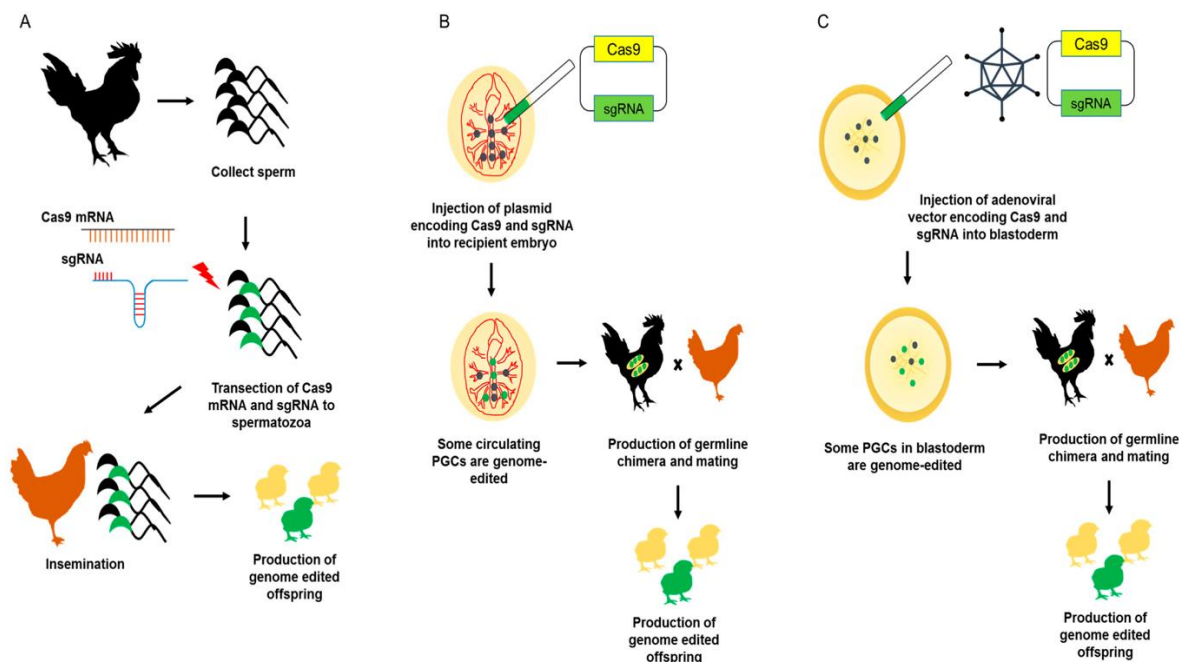 A
Collect sperm
Cas9 mRNA
sgRNA
Transection of Cas9
mRNA and sgRNA to
spermatozoa
Insemination
Production of
genome edited
offspring
B
Cas9
sgRNA
Injection of plasmid
encoding Cas9 and sgRNA
into recipient embryo
Some circulating
PGCs are genome-
edited
x
Production of germline
chimera and mating
Production of
genome edited
offspring
C
Cas9
sgRNA
Injection of adenoviral
vector encoding Cas9 and
sgRNA into blastoderm
Some PGCs in blastoderm
are genome-edited
x
Production of germline
chimera and mating
Production of
genome edited
offspring